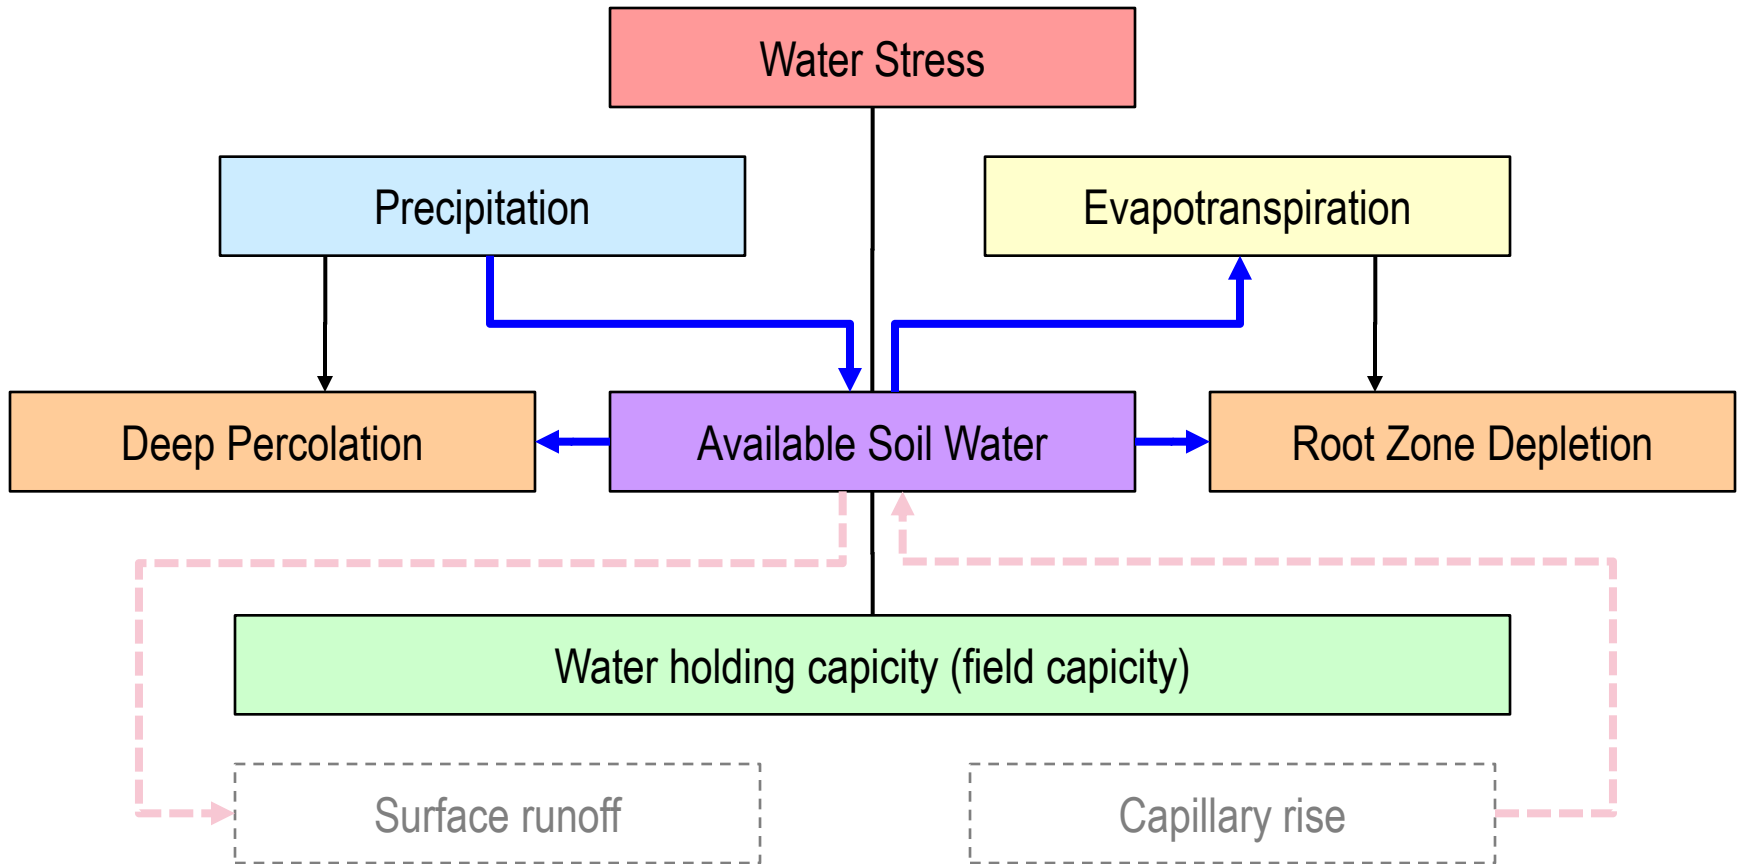 Water Stress
Precipitation
Evapotranspiration
Deep Percolation
Available Soil Water
Root Zone Depletion
Water holding capicity (field capicity)
Surface runoff
Capillary rise